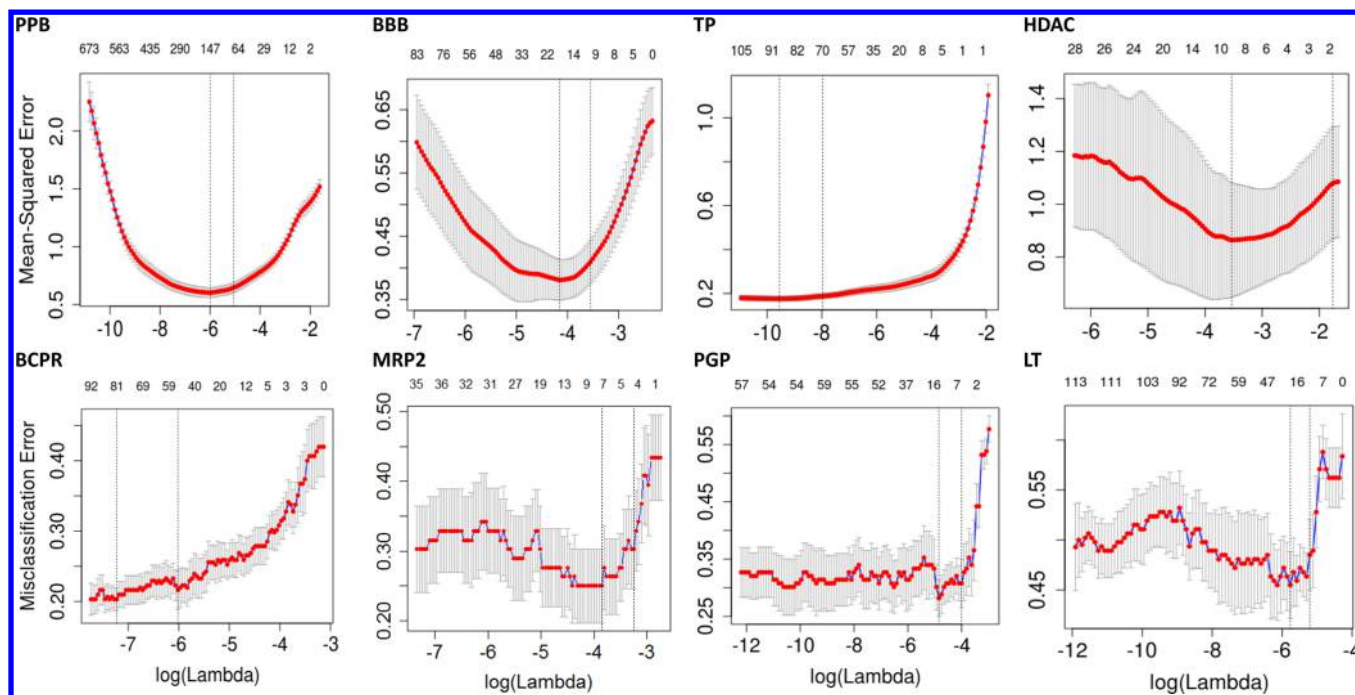 PPB BBB TP HDAC
673 563 435 290 147 64 29 12 2
83 76 56 48 33 22 14 9 8 5 0
105 91 82 70 57 35 20 8 5 1 1
28 26 24 20 14 10 8 6 4 3 2
Mean-Squared Error
2.0
1.5
1.0
0.5
-10 -8 -6 -4 -2
0.65
0.55
0.45
0.35
-7 -6 -5 -4 -3
1.0
0.6
0.2
-10 -8 -6 -4 -2
1.4
1.2
1.0
0.8
-6 -5 -4 -3 -2
BCPR MRP2 PGP LT
92 81 69 59 40 20 12 5 3 3 0
35 36 32 31 27 19 13 9 7 5 4 1
57 54 54 59 55 52 37 16 7 2
113 111 103 92 72 59 47 16 7 0
Misclassification Error
0.40
0.30
0.20
-7 -6 -5 -4 -3
log(Lambda)
0.50
0.40
0.30
0.20
-7 -6 -5 -4 -3
log(Lambda)
0.55
0.45
0.35
0.25
-12 -10 -8 -6 -4
log(Lambda)
0.55
0.45
-12 -10 -8 -6 -4
log(Lambda)